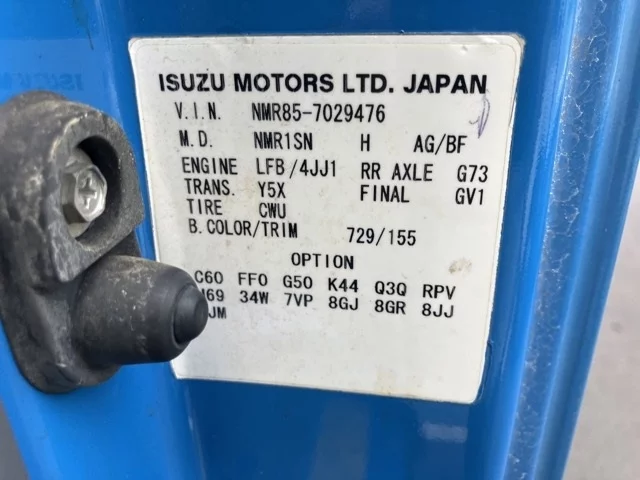 ISUZU MOTORS LTD. JAPAN
V.I.N. NMR85-7029476
M.D. NMR1SN H AG/BF
ENGINE LFB/4JJ1 RR AXLE G73
TRANS. Y5X FINAL GV1
TIRE CWU
B.COLOR/TRIM 729/155
OPTION
C60 FF0 G50 K44 Q3Q RPV
34W 7VP 8GJ 8GR 8JJ